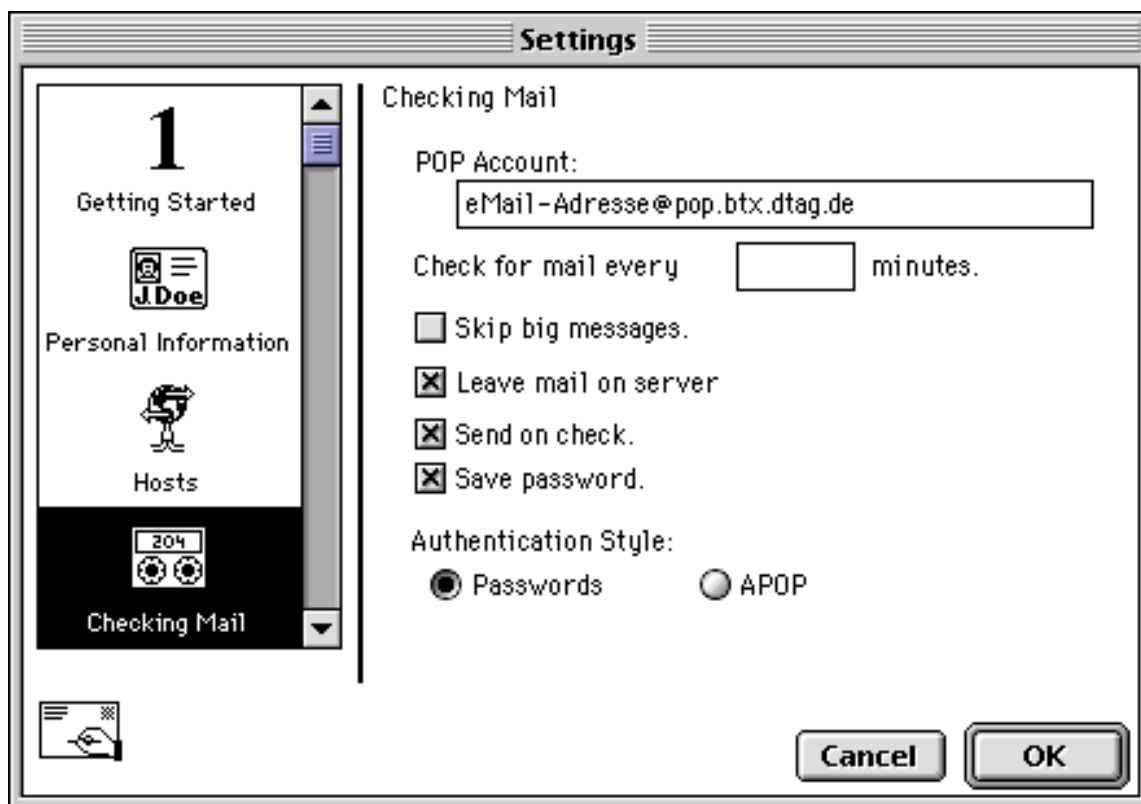 Settings
1
Getting Started
J.Doe
Personal Information
Hosts
204
Checking Mail
Checking Mail
POP Account:
eMail-Adresse@pop.btx.dtag.de
Check for mail every minutes.
Skip big messages.
Leave mail on server
Send on check.
Save password.
Authentication Style:
Passwords APOP
Cancel OK